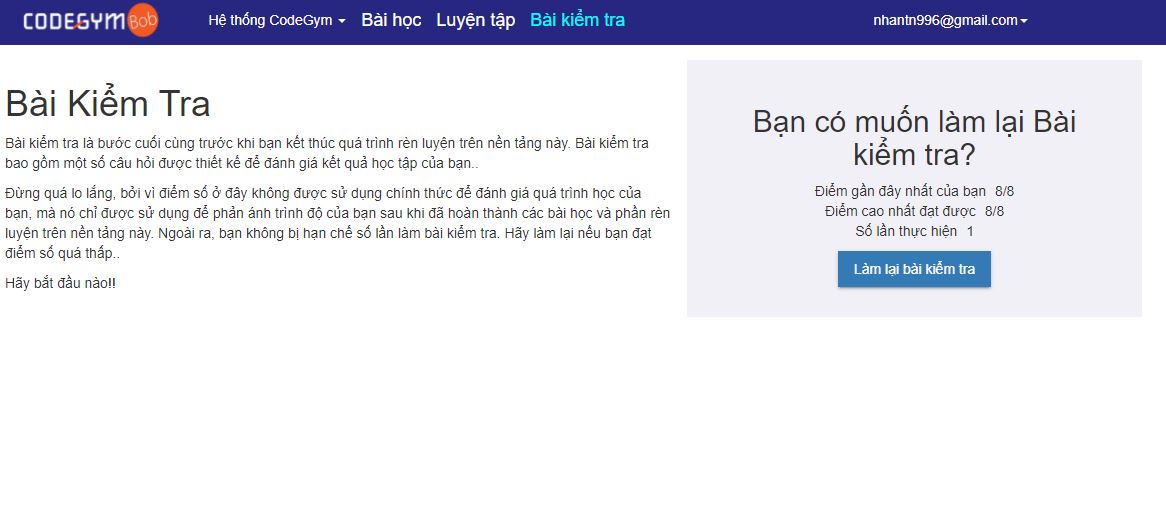 CODEGYM Bob
Hệ thống CodeGym
Bài học
Luyện tập
Bài kiểm tra
nhantn996@gmail.com
Bài Kiểm Tra
Bài kiểm tra là bước cuối cùng trước khi bạn kết thúc quá trình rèn luyện trên nền tảng này. Bài kiểm tra
bao gồm một số câu hỏi được thiết kế để đánh giá kết quả học tập của bạn..
Đừng quá lo lắng, bởi vì điểm số ở đây không được sử dụng chính thức để đánh giá quá trình học của
bạn, mà nó chỉ được sử dụng để phản ánh trình độ của bạn sau khi đã hoàn thành các bài học và phần rèn
luyện trên nền tảng này. Ngoài ra, bạn không bị hạn chế số lần làm bài kiểm tra. Hãy làm lại nếu bạn đạt
điểm số quá thấp..
Hãy bắt đầu nào!!
Bạn có muốn làm lại Bài
kiểm tra?
Điểm gần đây nhất của bạn 8/8
Điểm cao nhất đạt được 8/8
Số lần thực hiện 1
Làm lại bài kiểm tra